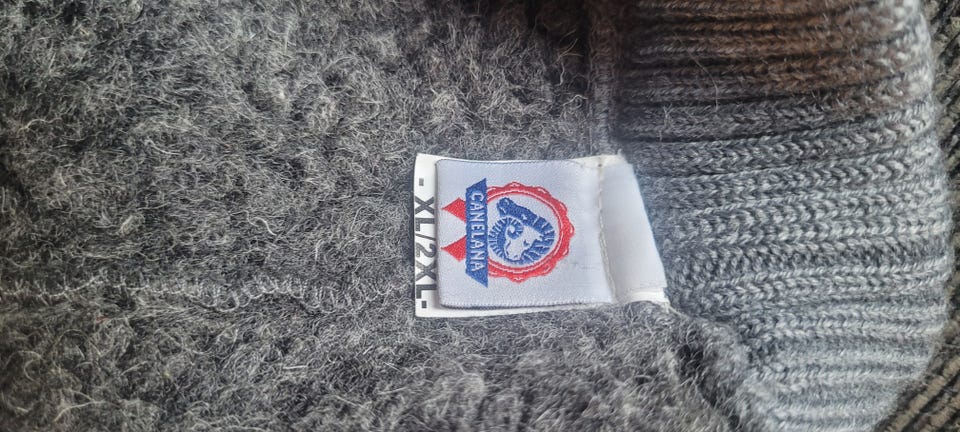 CANELANA
- XL/2XL-